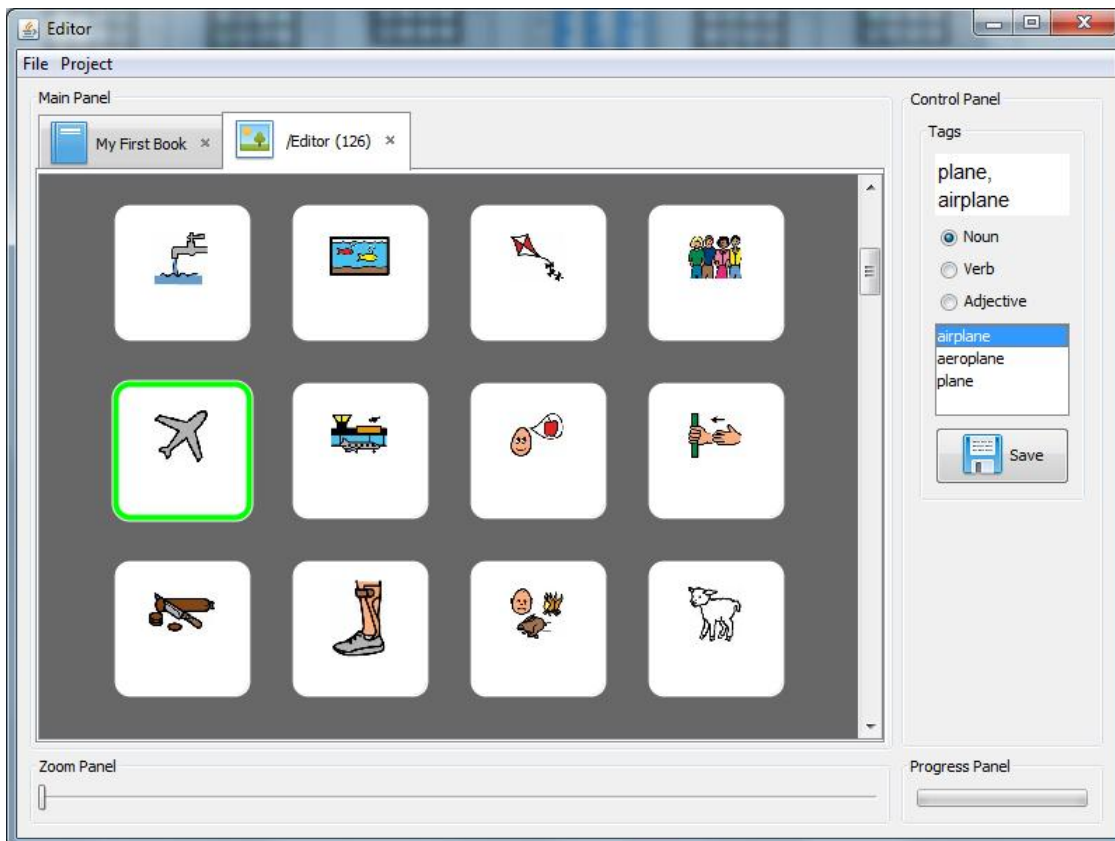 Editor
File Project
Main Panel
My First Book
/Editor (126)
Control Panel
Tags
plane,
airplane
Noun
Verb
Adjective
airplane
aeroplane
plane
Save
Zoom Panel
Progress Panel